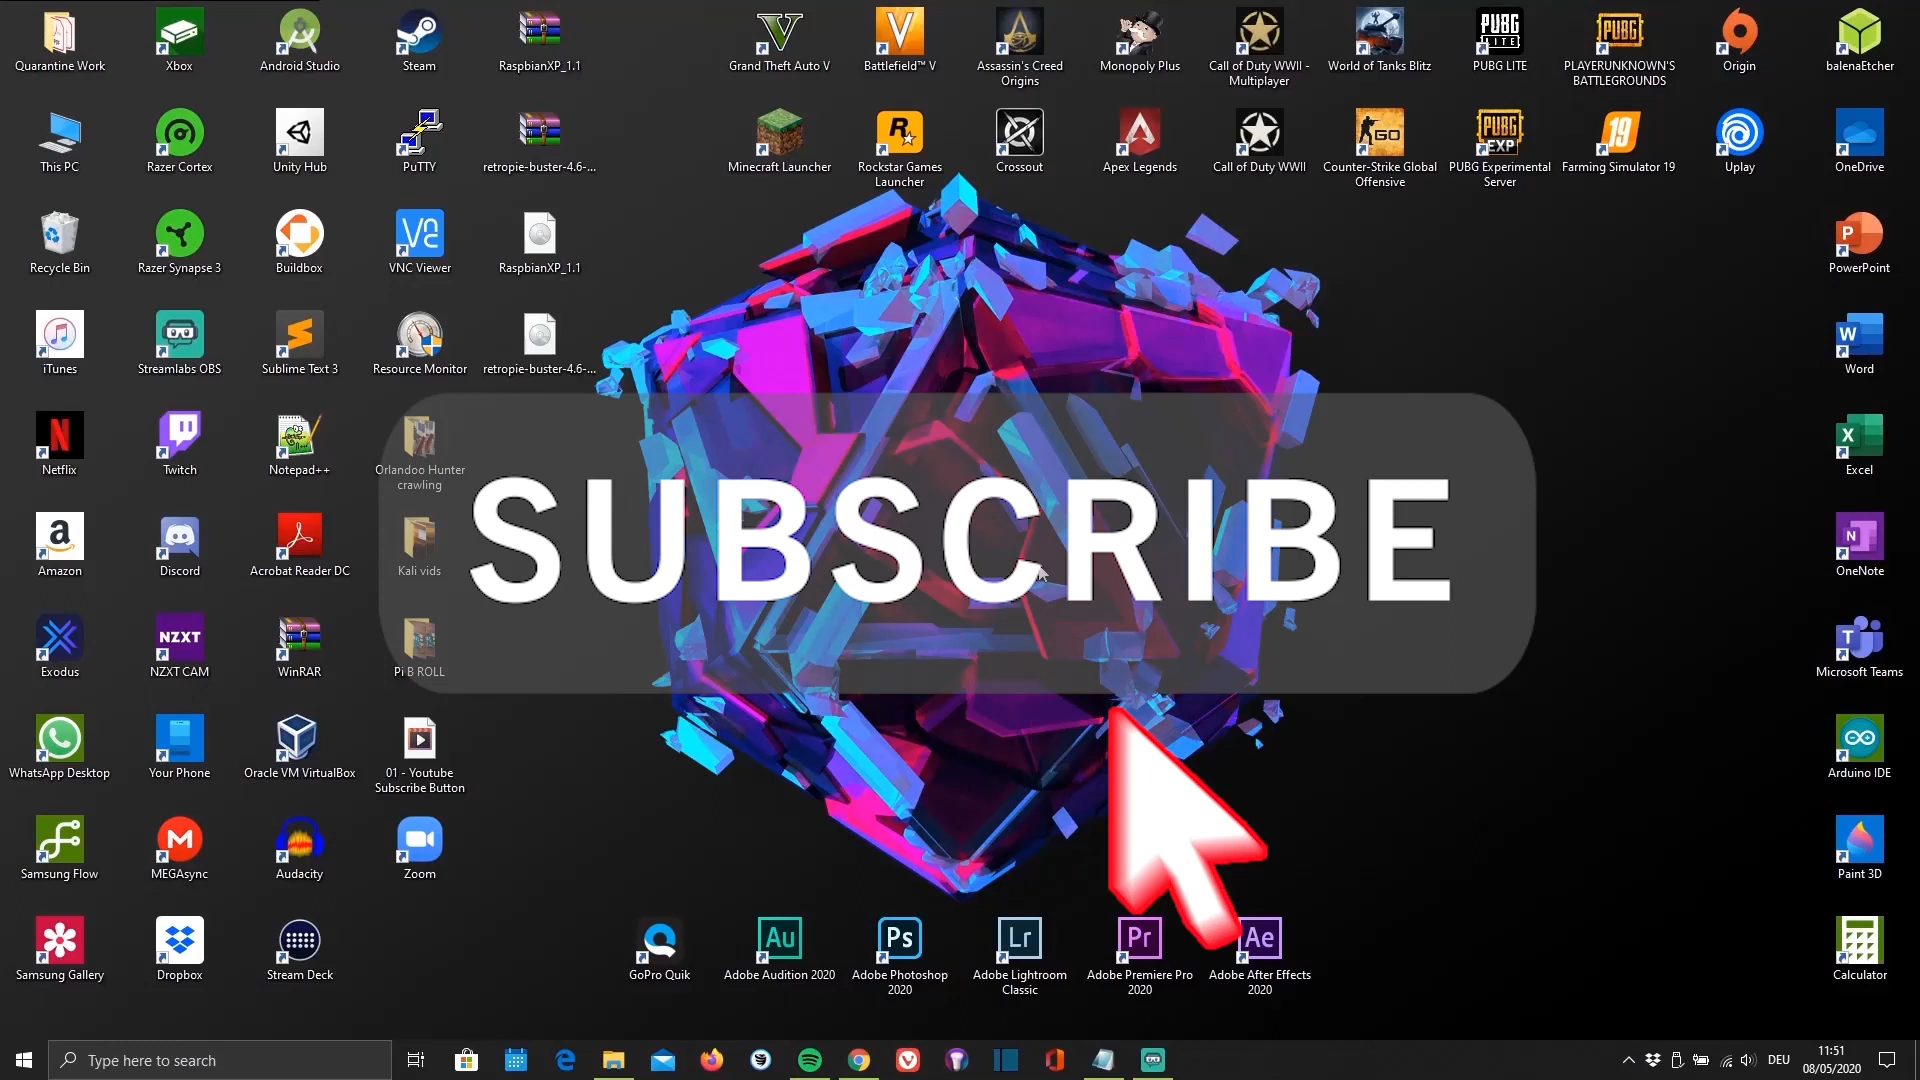 Quarantine Work
Xbox
Android Studio
Steam
RaspbianXP_1.1
Grand Theft Auto V
Battlefield™ V
Assassin's Creed
Origins
Monopoly Plus
Call of Duty WWII -
Multiplayer
World of Tanks Blitz
PUBG LITE
PLAYERUNKNOWN'S
BATTLEGROUNDS
Origin
balenaEtcher
This PC
Razer Cortex
Unity Hub
PuTTY
retropie-buster-4.6-...
Minecraft Launcher
Rockstar Games
Launcher
Crossout
Apex Legends
Call of Duty WWII
Counter-Strike Global
Offensive
PUBG Experimental
Server
Farming Simulator 19
Uplay
OneDrive
Recycle Bin
Razer Synapse 3
Buildbox
VNC Viewer
RaspbianXP_1.1
PowerPoint
iTunes
Streamlabs OBS
Sublime Text 3
Resource Monitor
retropie-buster-4.6-...
Word
Netflix
Twitch
Notepad++
Orlandoo Hunter
crawling
Excel
SUBSCRIBE
Amazon
Discord
Acrobat Reader DC
Kali vids
OneNote
Exodus
NZXT
NZXT CAM
WinRAR
Pi B ROLL
Microsoft Teams
WhatsApp Desktop
Your Phone
Oracle VM VirtualBox
01 - Youtube
Subscribe Button
Arduino IDE
Samsung Flow
MEGAsync
Audacity
Zoom
Paint 3D
Samsung Gallery
Dropbox
Stream Deck
GoPro Quik
Au
Adobe Audition 2020
Ps
Adobe Photoshop
2020
Lr
Adobe Lightroom
Classic
Pr
Adobe Premiere Pro
2020
Ae
Adobe After Effects
2020
Calculator
Type here to search
DEU
11:51
08/05/2020